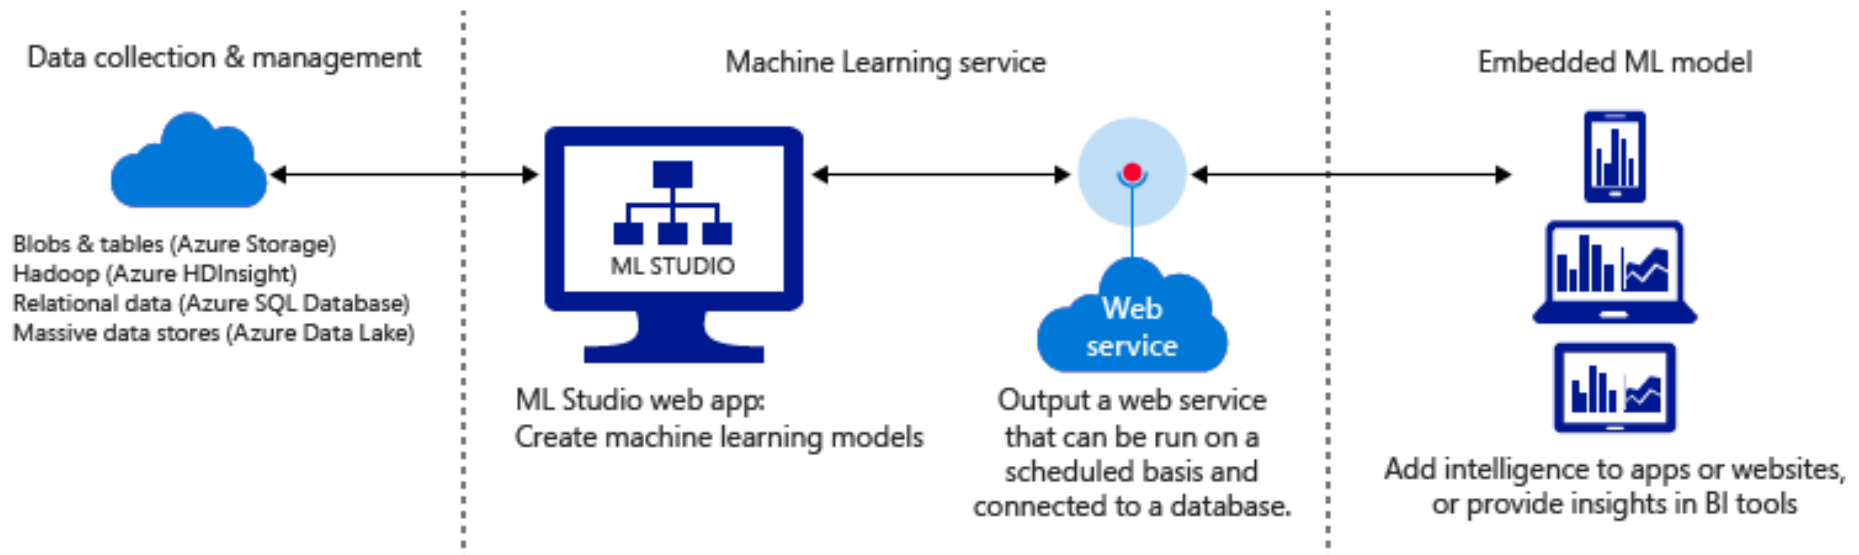 Data collection & management
Blobs & tables (Azure Storage)
Hadoop (Azure HDInsight)
Relational data (Azure SQL Database)
Massive data stores (Azure Data Lake)
Machine Learning service
ML STUDIO
ML Studio web app:
Create machine learning models
Web
service
Output a web service
that can be run on a
scheduled basis and
connected to a database.
Embedded ML model
Add intelligence to apps or websites,
or provide insights in BI tools